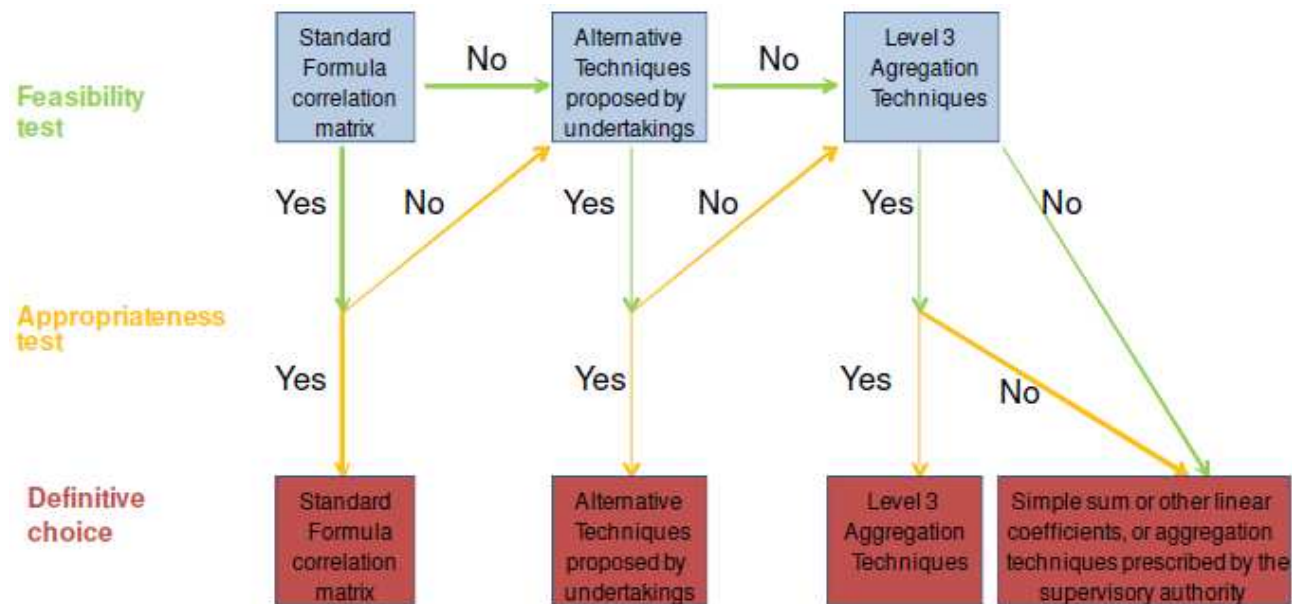 Standard
Formula
correlation
matrix
No
Alternative
Techniques
proposed by
undertakings
No
Level 3
Agregation
Techniques
Feasibility
test
Yes
No
Yes
No
Yes
No
Appropriateness
test
Yes
Yes
Yes
No
Definitive
choice
Standard
Formula
correlation
matrix
Alternative
Techniques
proposed by
undertakings
Level 3
Aggregation
Techniques
Simple sum or other linear
coefficients, or aggregation
techniques prescribed by the
supervisory authority